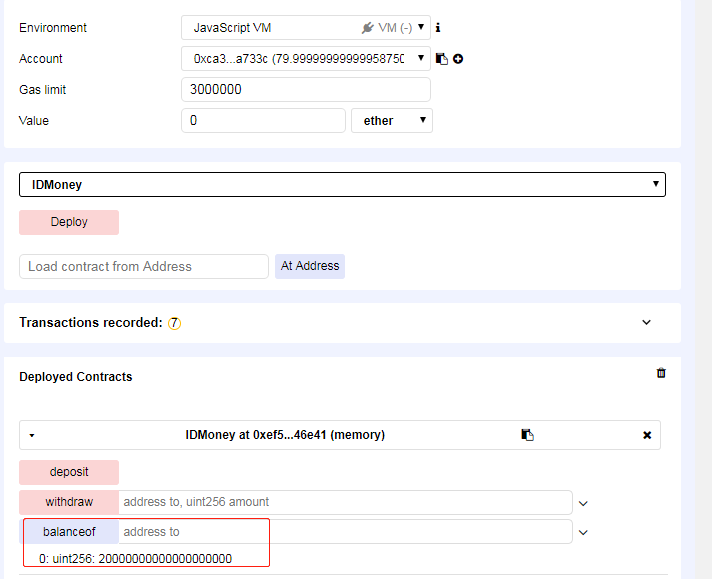 Environment JavaScript VM VM (-)
Account 0xca3...a733c (79.99999999999958750
Gas limit 3000000
Value 0 ether
IDMoney
Deploy
Load contract from Address At Address
Transactions recorded: 7
Deployed Contracts
IDMoney at 0xef5...46e41 (memory)
deposit
withdraw address to, uint256 amount
balanceof address to
0: uint256: 20000000000000000000